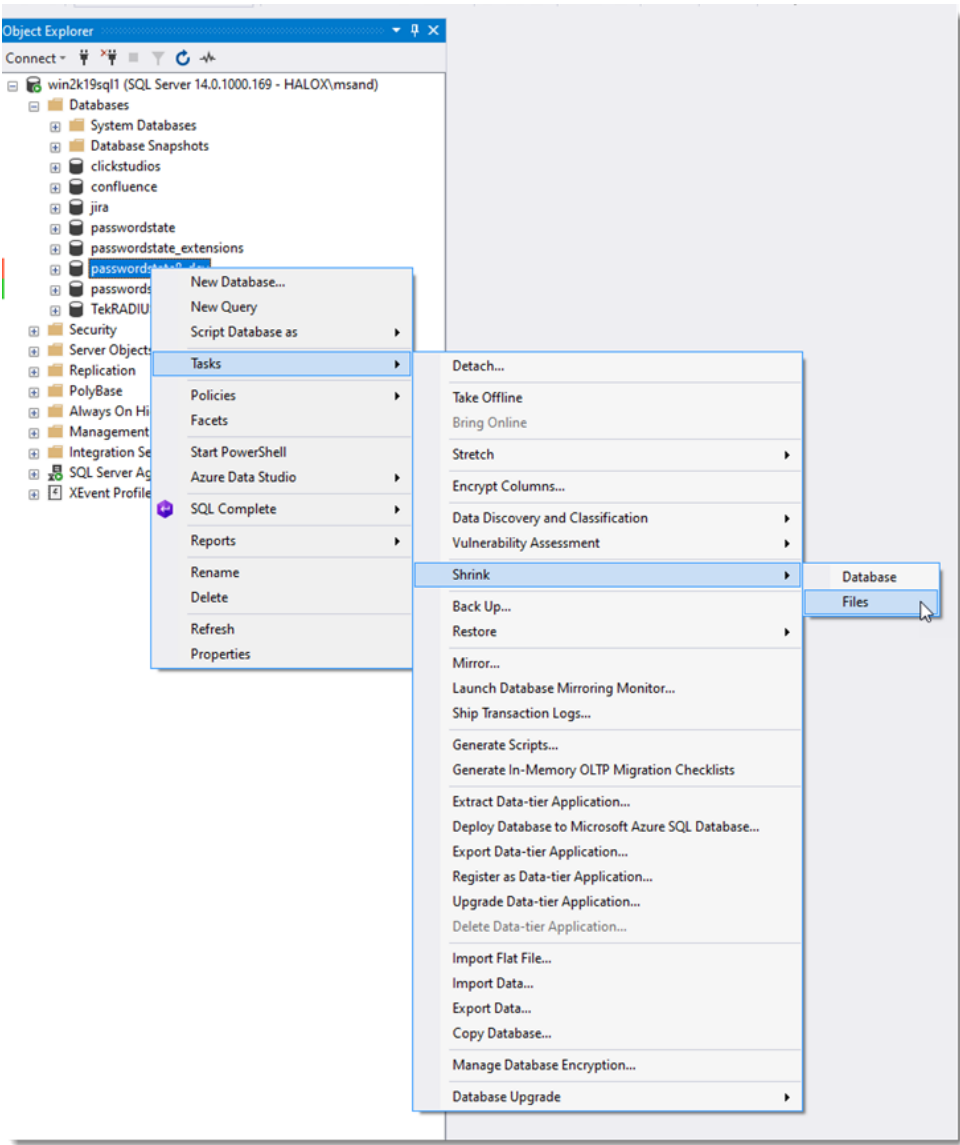 Object Explorer
Connect
win2k19sql1 (SQL Server 14.0.1000.169 - HALOX\msand)
Databases
System Databases
Database Snapshots
clickstudios
confluence
jira
passwordstate
passwordstate_extensions
passwords
TekRADIU
Security
Server Objects
Replication
PolyBase
Always On Hi
Management
Integration Se
SQL Server Ag
XEvent Profile
New Database...
New Query
Script Database as
Tasks
Policies
Facets
Start PowerShell
Azure Data Studio
SQL Complete
Reports
Rename
Delete
Refresh
Properties
Detach...
Take Offline
Bring Online
Stretch
Encrypt Columns...
Data Discovery and Classification
Vulnerability Assessment
Shrink
Back Up...
Restore
Mirror...
Launch Database Mirroring Monitor...
Ship Transaction Logs...
Generate Scripts...
Generate In-Memory OLTP Migration Checklists
Extract Data-tier Application...
Deploy Database to Microsoft Azure SQL Database...
Export Data-tier Application...
Register as Data-tier Application...
Upgrade Data-tier Application...
Delete Data-tier Application...
Import Flat File...
Import Data...
Export Data...
Copy Database...
Manage Database Encryption...
Database Upgrade
Database
Files